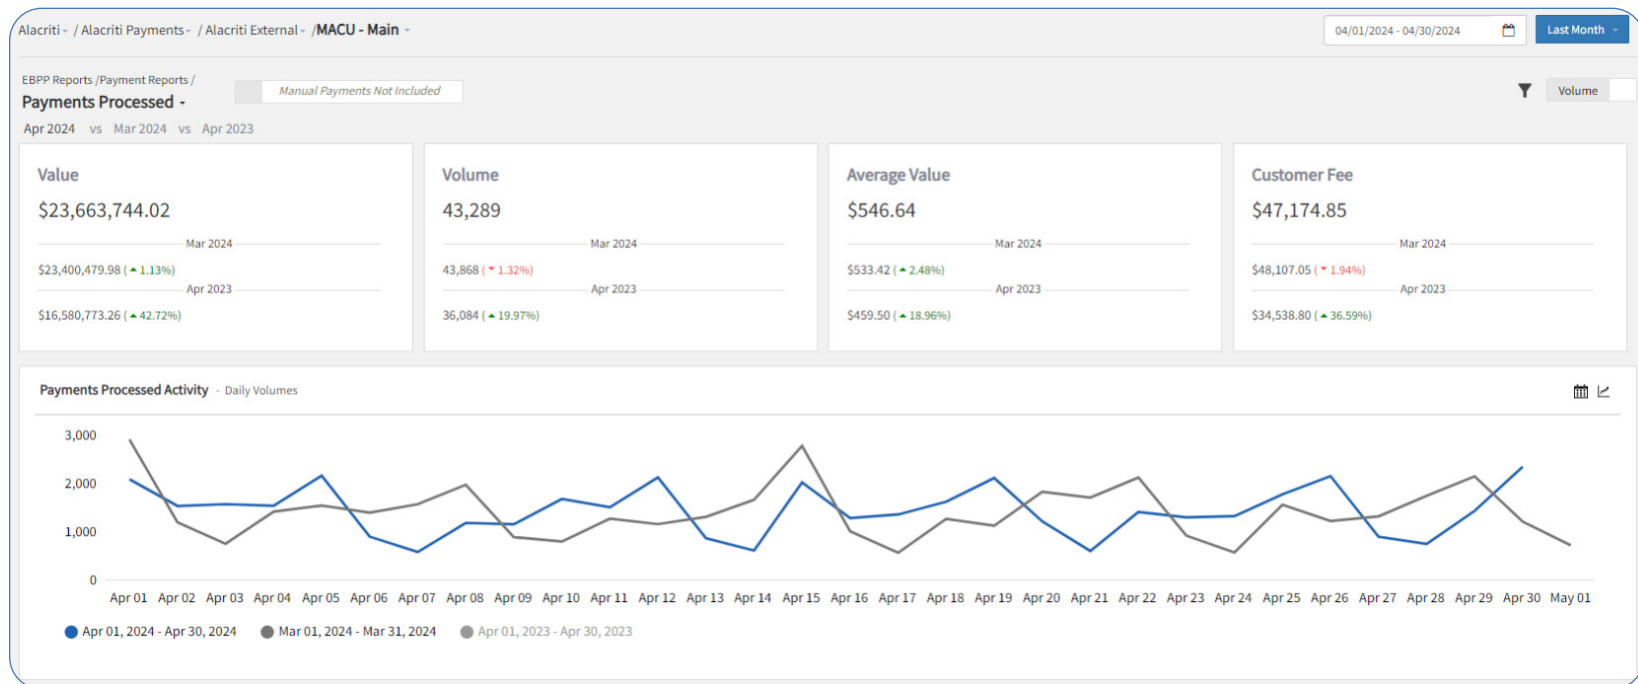 Alacriti / Alacriti Payments / Alacriti External / MACU - Main
04/01/2024 - 04/30/2024
Last Month
EBPP Reports /Payment Reports /
Payments Processed
Manual Payments Not Included
Volume
Apr 2024 vs Mar 2024 vs Apr 2023
Value
$23,663,744.02
Mar 2024
$23,400,479.98 (▲ 1.13%)
Apr 2023
$16,580,773.26 (▲ 42.72%)
Volume
43,289
Mar 2024
43,868 (▼ 1.32%)
Apr 2023
36,084 (▲ 19.97%)
Average Value
$546.64
Mar 2024
$533.42 (▲ 2.48%)
Apr 2023
$459.50 (▲ 18.96%)
Customer Fee
$47,174.85
Mar 2024
$48,107.05 (▼ 1.94%)
Apr 2023
$34,538.80 (▲ 36.59%)
Payments Processed Activity - Daily Volumes
3,000
2,000
1,000
0
Apr 01 Apr 02 Apr 03 Apr 04 Apr 05 Apr 06 Apr 07 Apr 08 Apr 09 Apr 10 Apr 11 Apr 12 Apr 13 Apr 14 Apr 15 Apr 16 Apr 17 Apr 18 Apr 19 Apr 20 Apr 21 Apr 22 Apr 23 Apr 24 Apr 25 Apr 26 Apr 27 Apr 28 Apr 29 Apr 30 May 01
Apr 01, 2024 - Apr 30, 2024 Mar 01, 2024 - Mar 31, 2024 Apr 01, 2023 - Apr 30, 2023